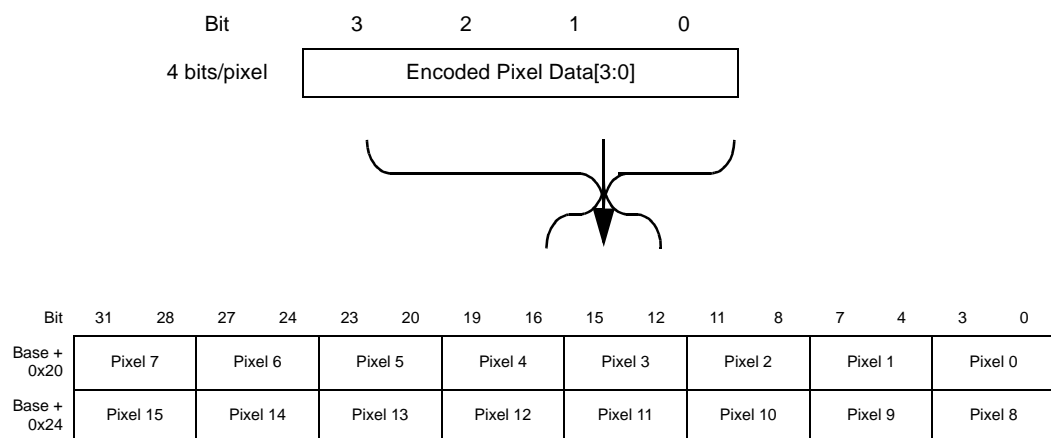 Bit 3 2 1 0
4 bits/pixel Encoded Pixel Data[3:0]
Bit 31 28 27 24 23 20 19 16 15 12 11 8 7 4 3 0
Base +
0x20
Pixel 7 Pixel 6 Pixel 5 Pixel 4 Pixel 3 Pixel 2 Pixel 1 Pixel 0
Base +
0x24
Pixel 15 Pixel 14 Pixel 13 Pixel 12 Pixel 11 Pixel 10 Pixel 9 Pixel 8